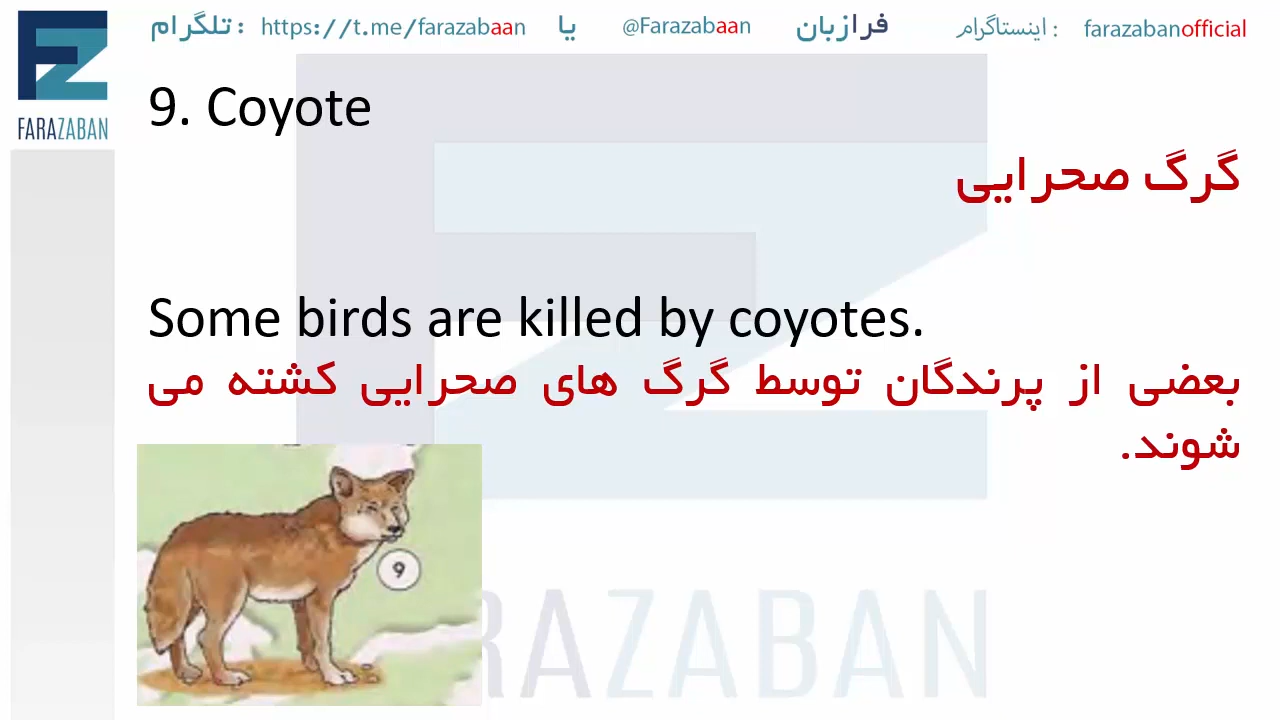 تلگرام : https://t.me/farazabaan یا @Farazabaan فرازبان اینستاگرام : farazabanofficial
FARAZABAN
9. Coyote
گرگ صحرایی
Some birds are killed by coyotes.
بعضی از پرندگان توسط گرگ های صحرایی کشته می
شوند.
9
RAZABAN